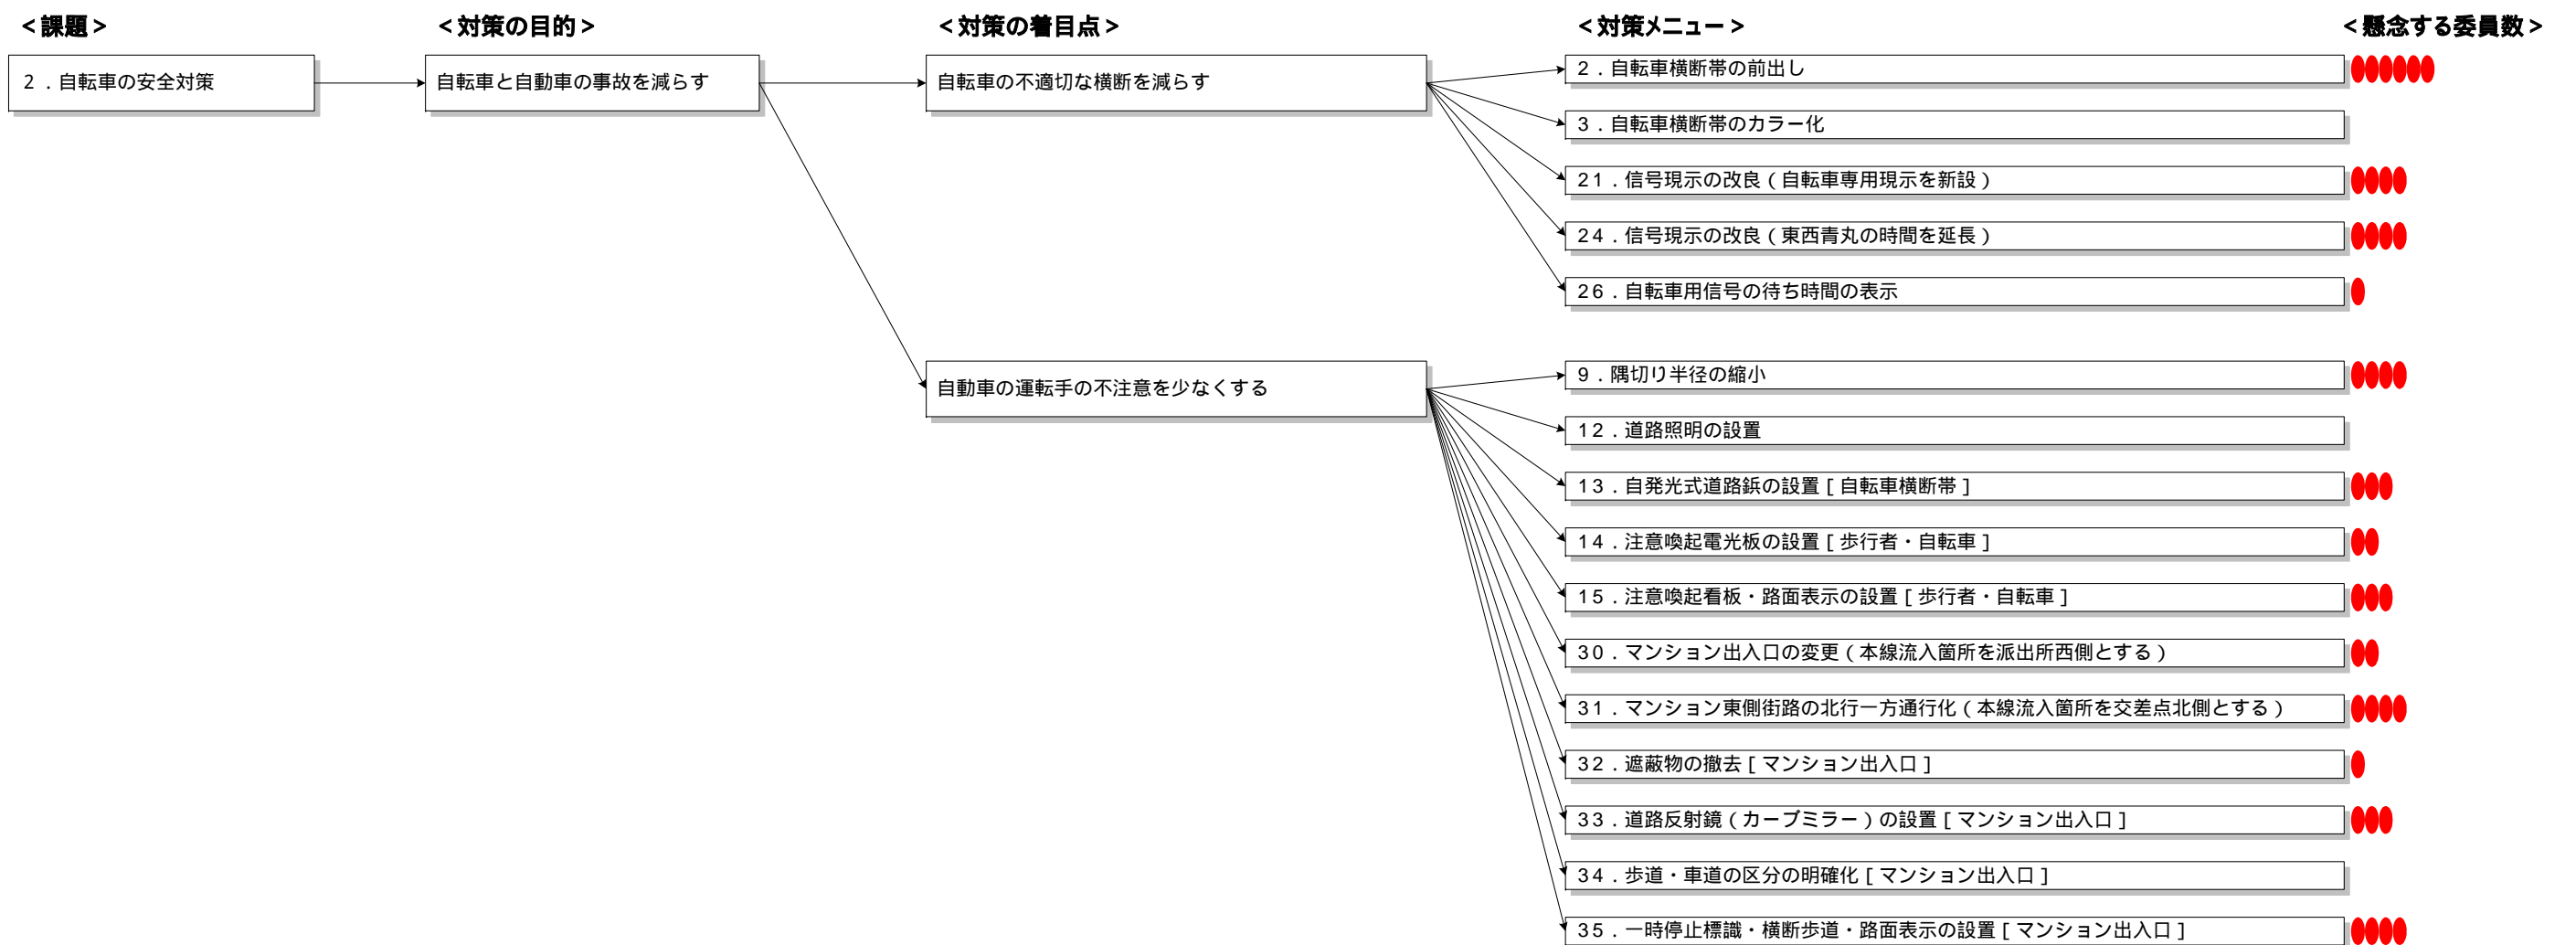 ＜課題＞
＜対策の目的＞
＜対策の着目点＞
＜対策メニュー＞
＜懸念する委員数＞
２．自転車の安全対策
自転車と自動車の事故を減らす
自転車の不適切な横断を減らす
２．自転車横断帯の前出し
３．自転車横断帯のカラー化
２１．信号現示の改良（自転車専用現示を新設）
２４．信号現示の改良（東西青丸の時間を延長）
２６．自転車用信号の待ち時間の表示
自動車の運転手の不注意を少なくする
９．隅切り半径の縮小
１２．道路照明の設置
１３．自発光式道路鋲の設置［自転車横断帯］
１４．注意喚起電光板の設置［歩行者・自転車］
１５．注意喚起看板・路面表示の設置［歩行者・自転車］
３０．マンション出入口の変更（本線流入箇所を派出所西側とする）
３１．マンション東側街路の北行一方通行化（本線流入箇所を交差点北側とする）
３２．遮蔽物の撤去［マンション出入口］
３３．道路反射鏡（カーブミラー）の設置［マンション出入口］
３４．歩道・車道の区分の明確化［マンション出入口］
３５．一時停止標識・横断歩道・路面表示の設置［マンション出入口］